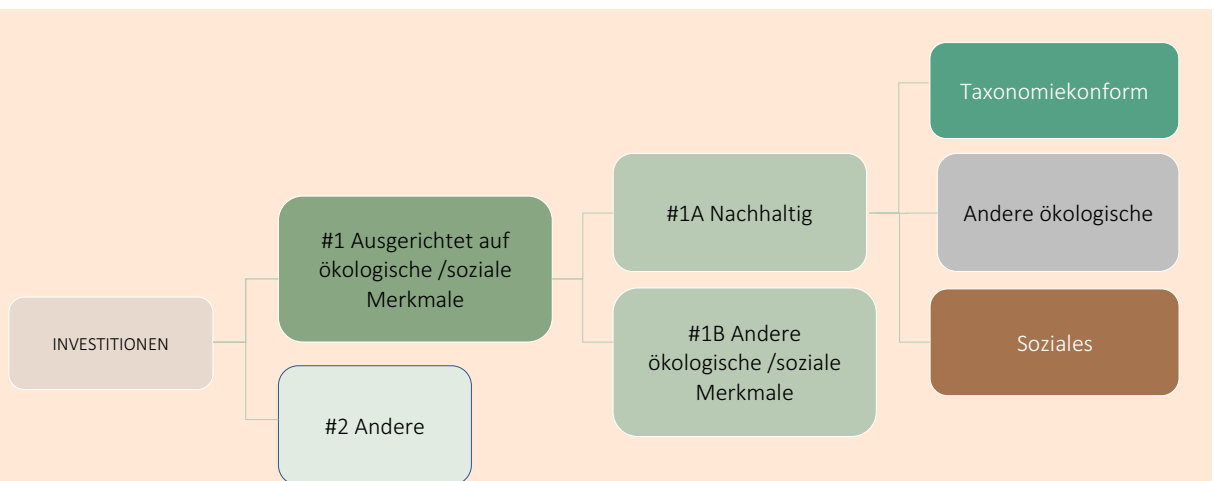 INVESTITIONEN
#1 Ausgerichtet auf
ökologische /soziale
Merkmale
#2 Andere
#1A Nachhaltig
#1B Andere
ökologische /soziale
Merkmale
Taxonomiekonform
Andere ökologische
Soziales